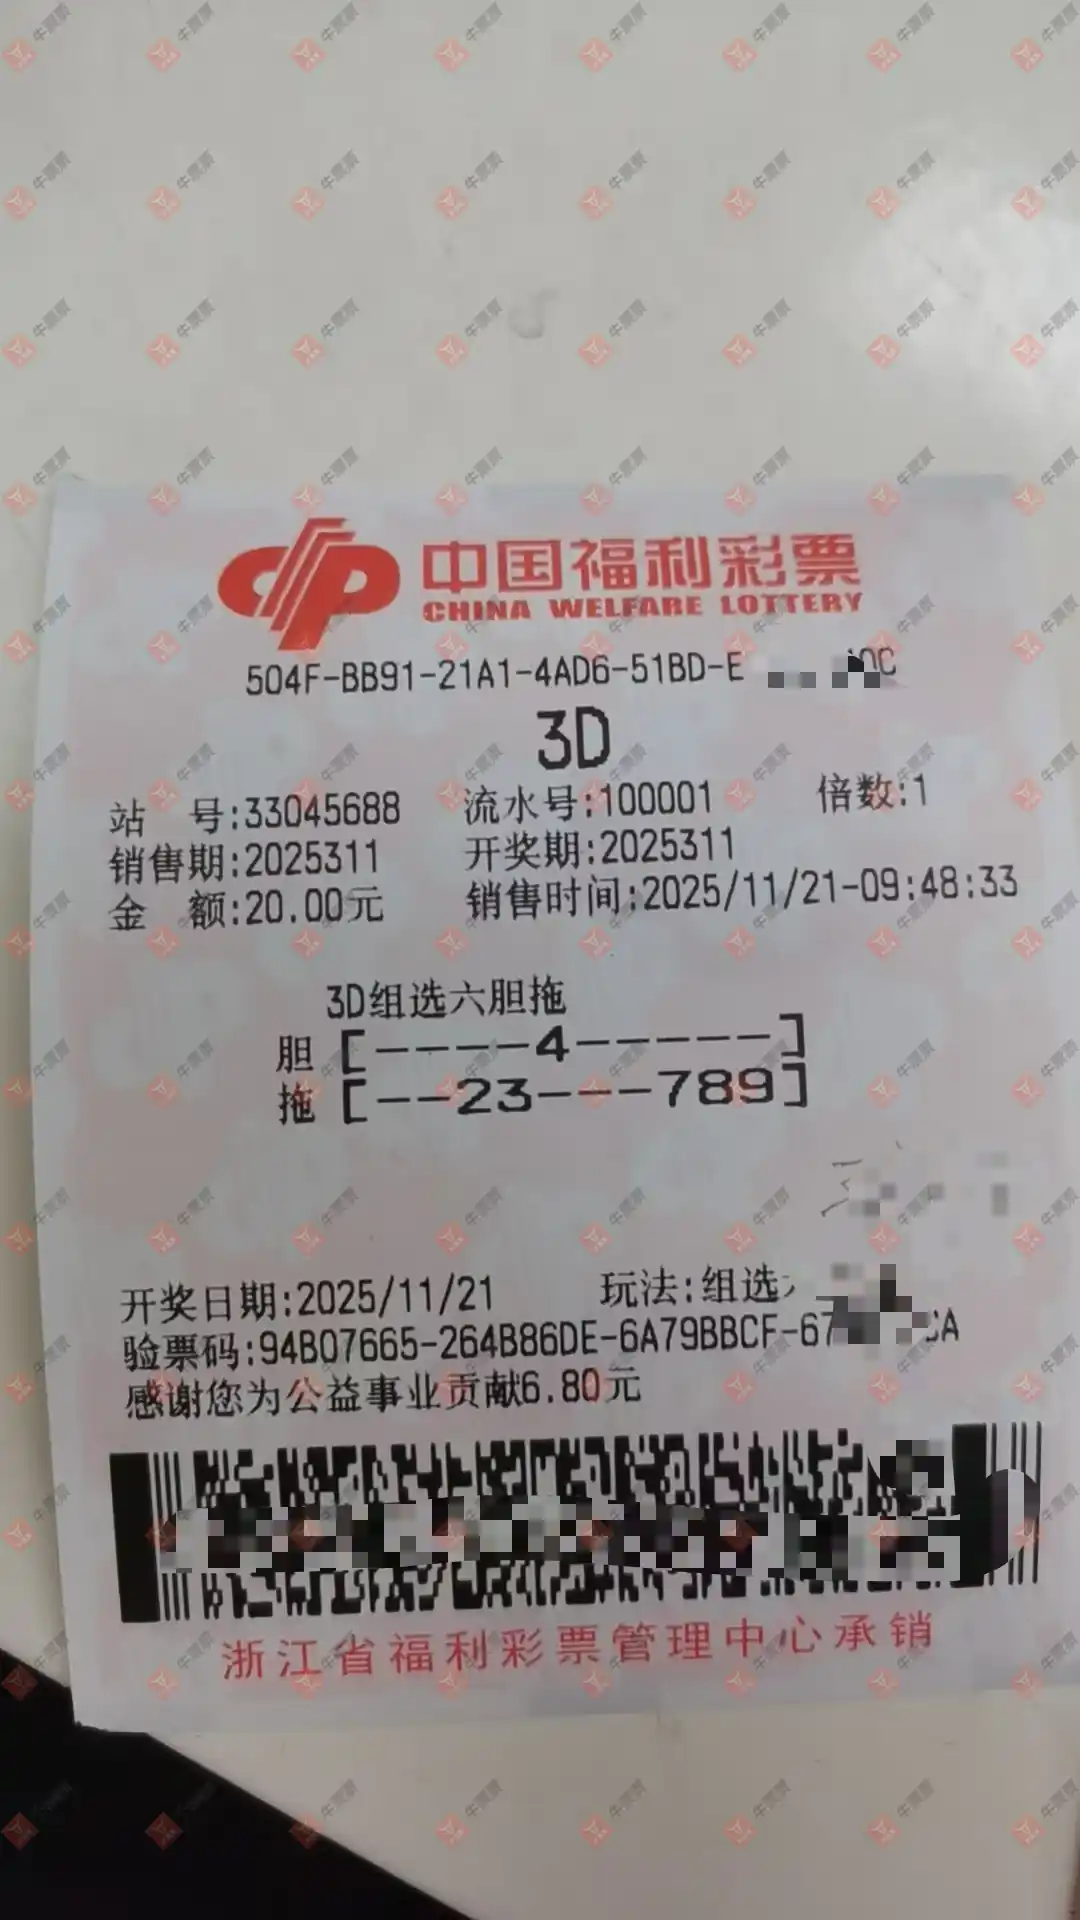 中国福利彩票
CHINA WELFARE LOTTERY
504F-BB91-21A1-4AD6-51BD-E 00C
3D
站 号:33045688 流水号:100001 倍数:1
销售期:2025311 开奖期:2025311
金 额:20.00元 销售时间:2025/11/21-09:48:33
3D组选六胆拖
胆 [----4-----]
拖 [--23---789]
开奖日期:2025/11/21 玩法:组选
验票码:94B07665-264B86DE-6A79BBCF-67 CA
感谢您为公益事业贡献6.80元
浙江省福利彩票管理中心承销
牛票票